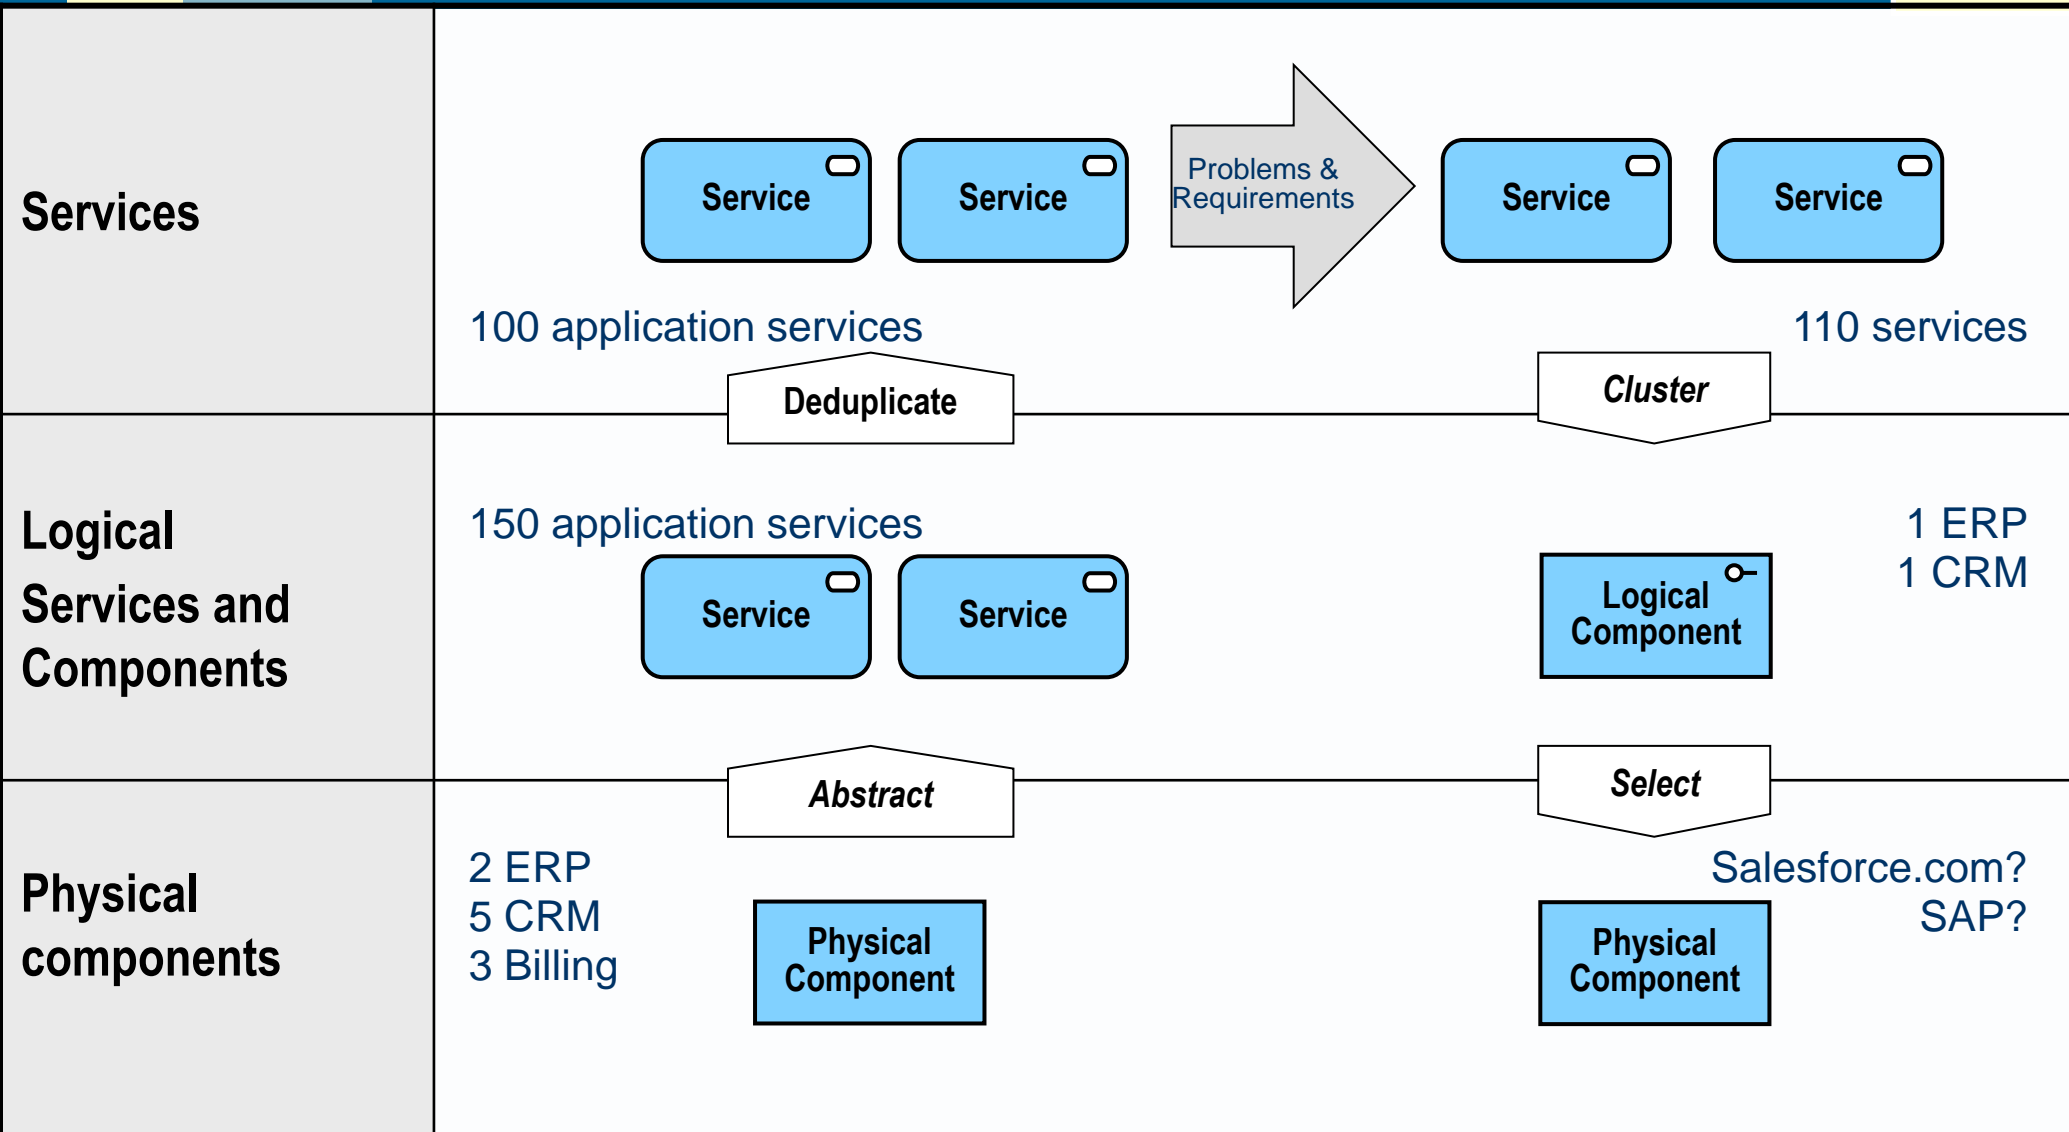 Services
Service
Service
Problems &
Requirements
Service
Service
100 application services
110 services
Deduplicate
Cluster
Logical
Services and
Components
150 application services
Service
Service
Logical
Component
1 ERP
1 CRM
Abstract
Select
Physical
components
2 ERP
5 CRM
3 Billing
Physical
Component
Salesforce.com?
SAP?
Physical
Component